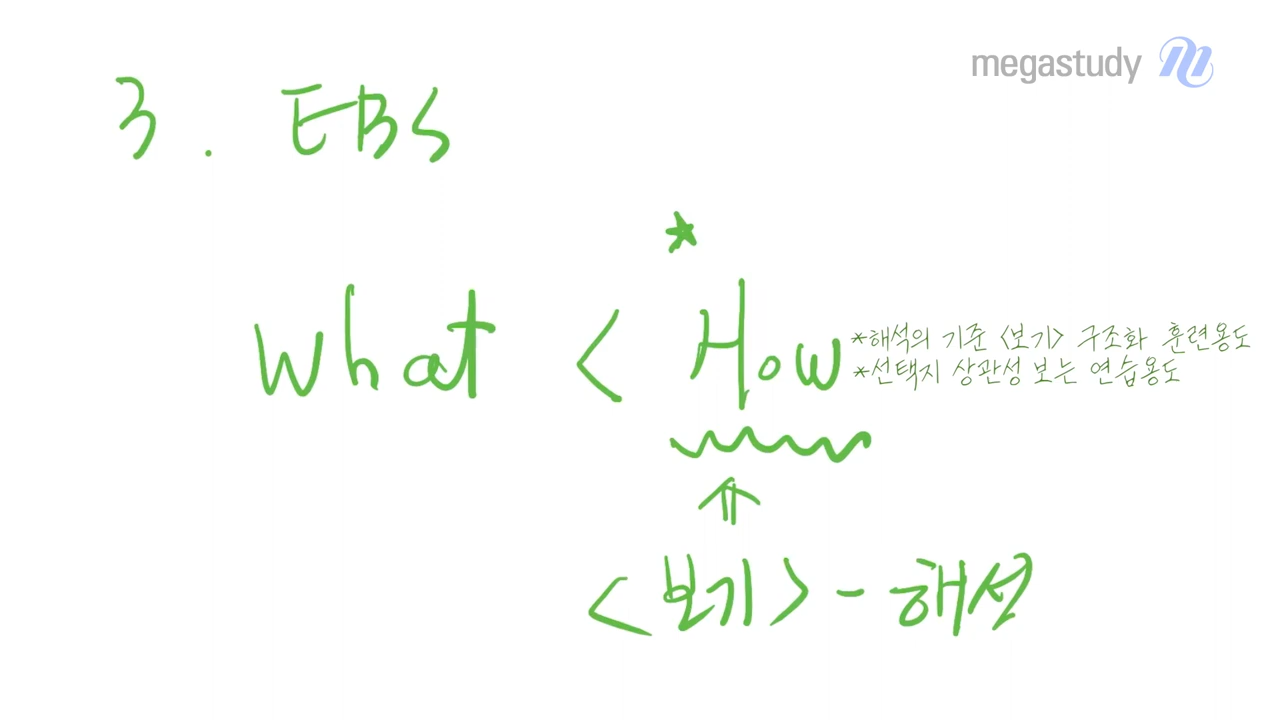 megastudy
3. EBS
What < How
*해석의 기준 <보기> 구조화 훈련용도
*선택지 상관성 보는 연습용도
<보기> - 해석